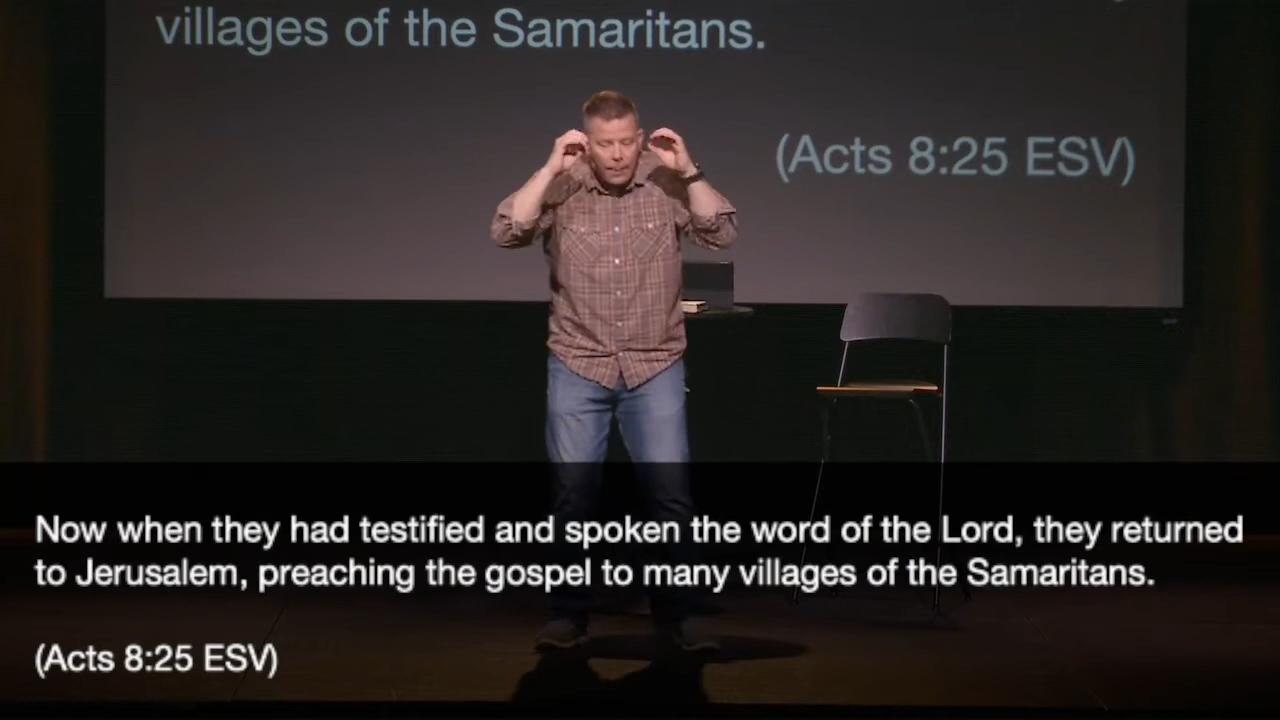 villages of the Samaritans.
(Acts 8:25 ESV)
Now when they had testified and spoken the word of the Lord, they returned
to Jerusalem, preaching the gospel to many villages of the Samaritans.
(Acts 8:25 ESV)